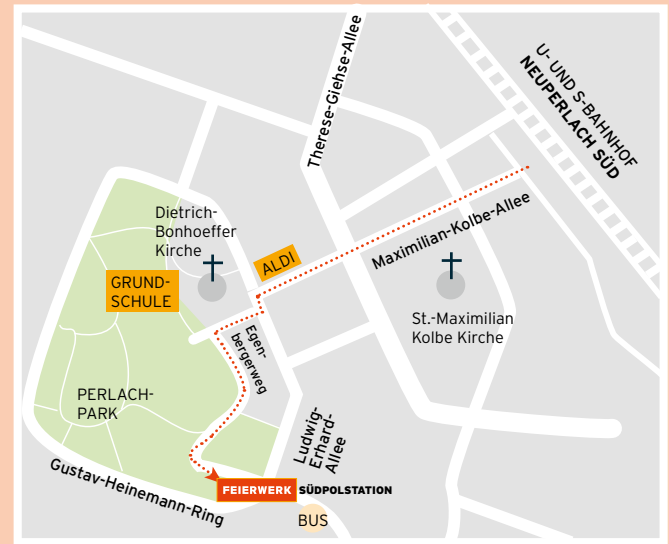 Therese-Giehse-Allee
U- UND S-BAHNHOF
NEUPERLACH SÜD
Dietrich-
Bonhoeffer
Kirche
ALDI
Maximilian-Kolbe-Allee
GRUND-
SCHULE
St.-Maximilian
Kolbe Kirche
Egen-
bergerweg
PERLACH-
PARK
Ludwig-
Erhard-
Allee
Gustav-Heinemann-Ring
FEIERWERK SÜDPOLSTATION
BUS